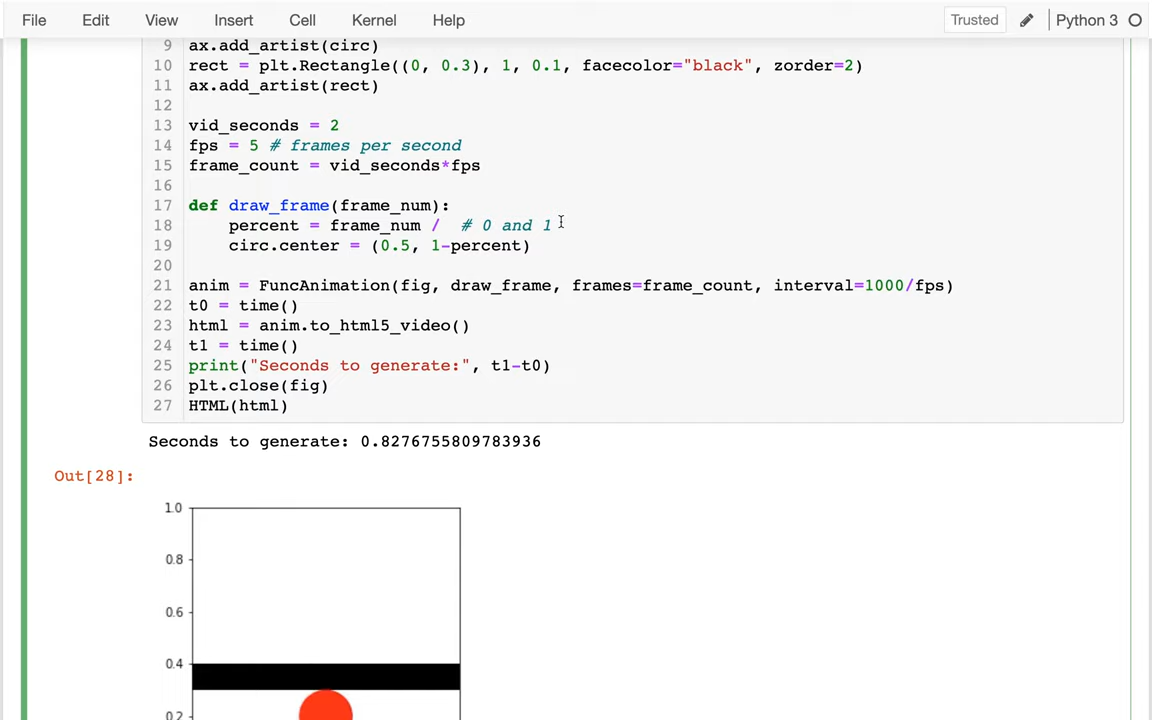 File Edit View Insert Cell Kernel Help Trusted Python 3
9 ax.add_artist(circ)
10 rect = plt.Rectangle((0, 0.3), 1, 0.1, facecolor="black", zorder=2)
11 ax.add_artist(rect)
12
13 vid_seconds = 2
14 fps = 5 # frames per second
15 frame_count = vid_seconds*fps
16
17 def draw_frame(frame_num):
18     percent = frame_num /  # 0 and 1
19     circ.center = (0.5, 1-percent)
20
21 anim = FuncAnimation(fig, draw_frame, frames=frame_count, interval=1000/fps)
22 t0 = time()
23 html = anim.to_html5_video()
24 t1 = time()
25 print("Seconds to generate:", t1-t0)
26 plt.close(fig)
27 HTML(html)
Seconds to generate: 0.8276755809783936
Out[28]:
1.0
0.8
0.6
0.4
0.2